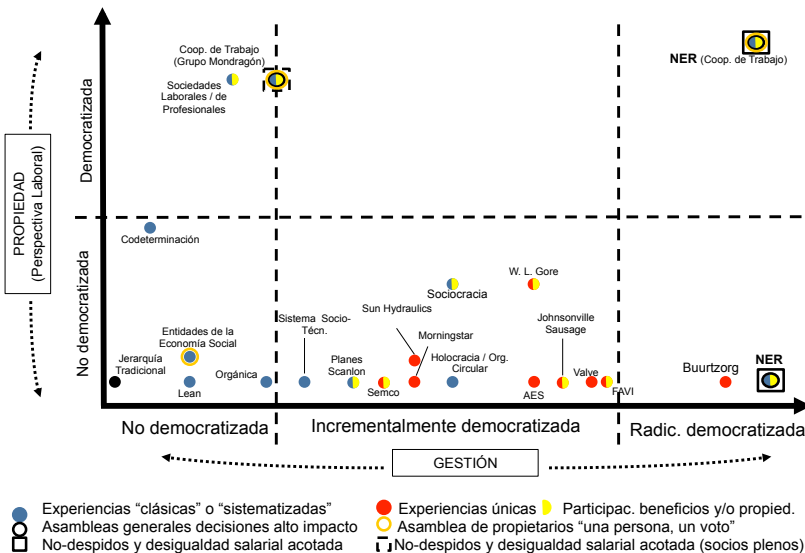 Coop. de Trabajo
(Grupo Mondragón)
Sociedades
Laborales / de
Profesionales
NER (Coop. de Trabajo)
PROPIEDAD
(Perspectiva Laboral)
Democratizada
No democratizada
Codeterminación
Entidades de la
Economía Social
Jerarquía
Tradicional
Lean
Orgánica
Sistema Socio-
Técn.
Planes
Scanlon
Semco
Sun Hydraulics
Morningstar
Sociocracia
Holocracia / Org.
Circular
W. L. Gore
AES
Johnsonville
Sausage
Valve
FAVI
Buurtzorg
NER
No democratizada
Incrementalmente democratizada
Radic. democratizada
GESTIÓN
Experiencias “clásicas” o “sistematizadas”
Experiencias únicas
Participac. beneficios y/o propied.
Asambleas generales decisiones alto impacto
Asamblea de propietarios “una persona, un voto”
No-despidos y desigualdad salarial acotada
No-despidos y desigualdad salarial acotada (socios plenos)